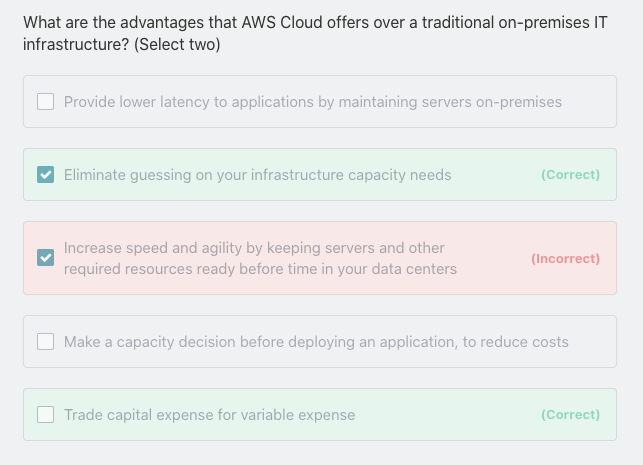 What are the advantages that AWS Cloud offers over a traditional on-premises IT
infrastructure? (Select two)
Provide lower latency to applications by maintaining servers on-premises
Eliminate guessing on your infrastructure capacity needs (Correct)
Increase speed and agility by keeping servers and other
required resources ready before time in your data centers (Incorrect)
Make a capacity decision before deploying an application, to reduce costs
Trade capital expense for variable expense (Correct)